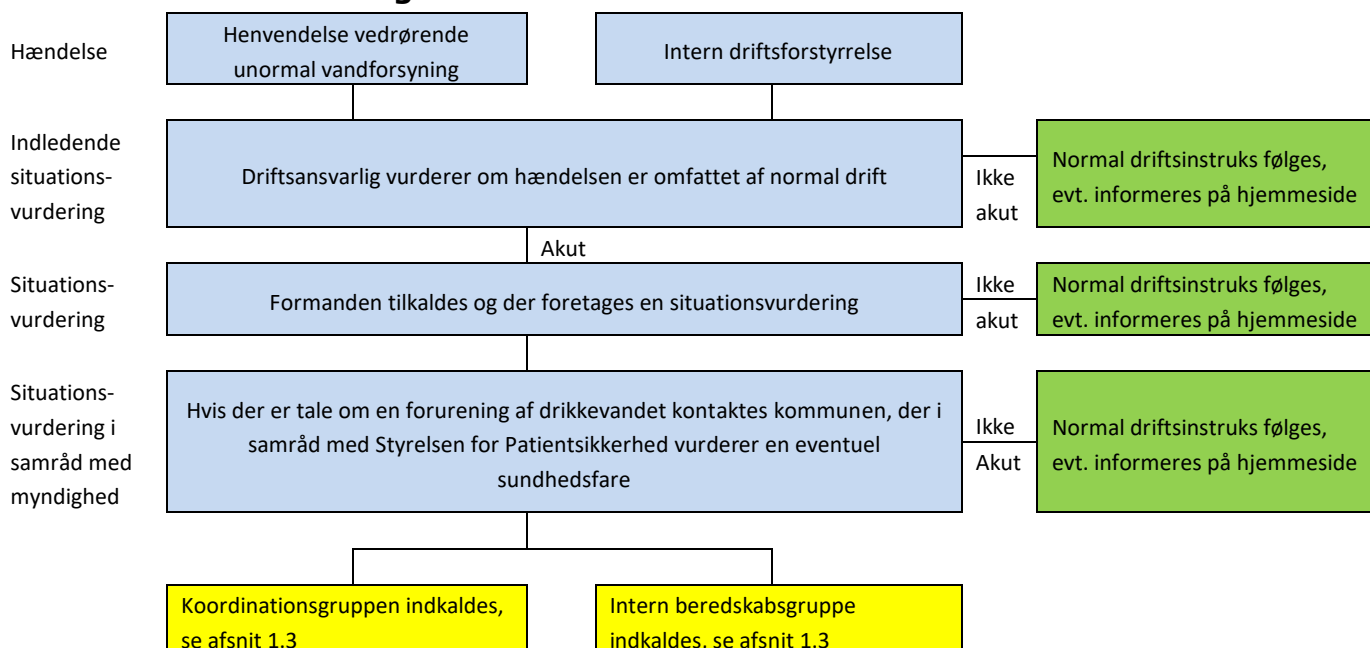 Hændelse
Henvendelse vedrørende
unormal vandforsyning
Intern driftsforstyrrelse
Indledende
situations-
vurdering
Driftsansvarlig vurderer om hændelsen er omfattet af normal drift
Ikke
akut
Normal driftsinstruks følges,
evt. informeres på hjemmeside
Akut
Situations-
vurdering
Formanden tilkaldes og der foretages en situationsvurdering
Ikke
akut
Normal driftsinstruks følges,
evt. informeres på hjemmeside
Situations-
vurdering i
samråd med
myndighed
Hvis der er tale om en forurening af drikkevandet kontaktes kommunen, der i
samråd med Styrelsen for Patientsikkerhed vurderer en eventuel
sundhedsfare
Ikke
Akut
Normal driftsinstruks følges,
evt. informeres på hjemmeside
Koordinationsgruppen indkaldes,
se afsnit 1.3
Intern beredskabsgruppe
indkaldes, se afsnit 1.3